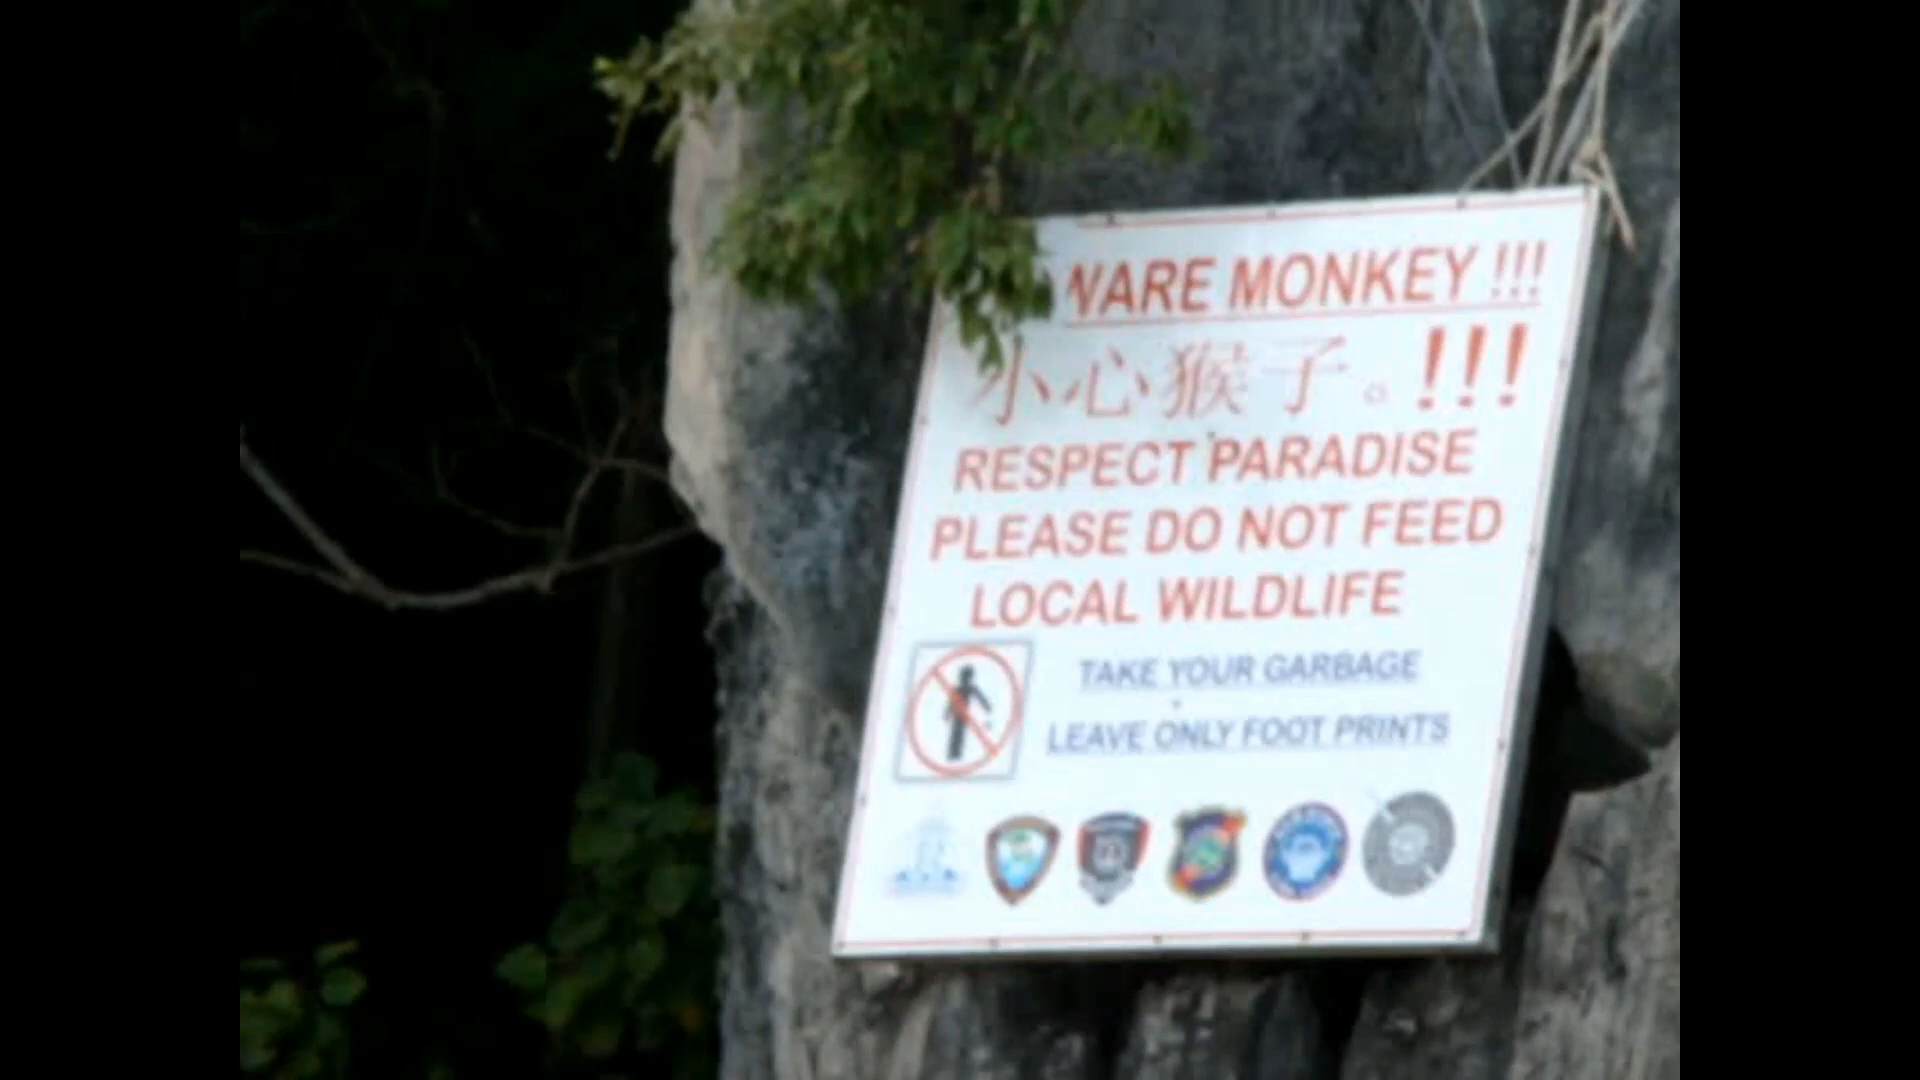 WARE MONKEY !!!
小心猴子。!!!
RESPECT PARADISE
PLEASE DO NOT FEED
LOCAL WILDLIFE
TAKE YOUR GARBAGE
LEAVE ONLY FOOT PRINTS